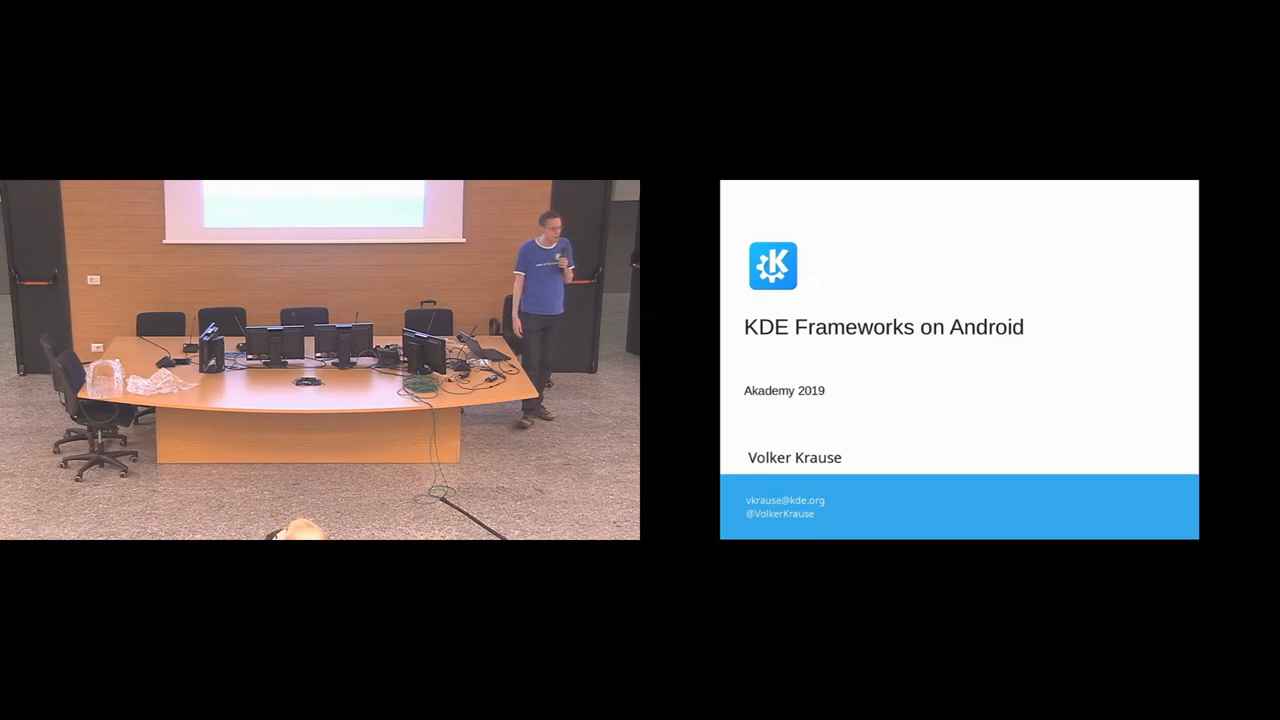 KDE Frameworks on Android
Akademy 2019
Volker Krause
vkrause@kde.org
@VolkerKrause